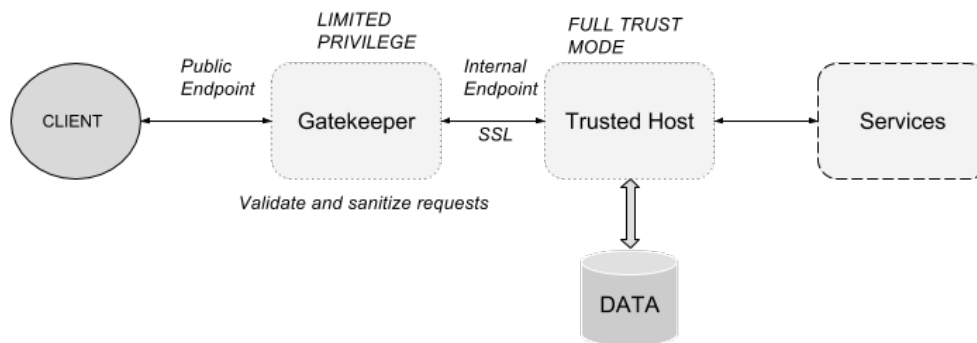 LIMITED
PRIVILEGE
FULL TRUST
MODE
Public
Endpoint
Internal
Endpoint
CLIENT
Gatekeeper
SSL
Trusted Host
Services
Validate and sanitize requests
DATA